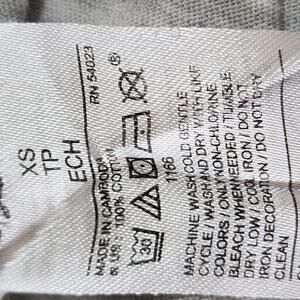 XS
TP
ECH
RN 54023
MADE IN CAMBODIA
100% COTTON
30
1166
MACHINE WASH COLD GENTLE
CYCLE / WASH AND DRY WITH LIKE
COLORS / ONLY NON-CHLORINE
BLEACH WHEN NEEDED / TUMBLE
DRY LOW / COOL IRON / DO NOT
IRON DECORATION / DO NOT DRY
CLEAN